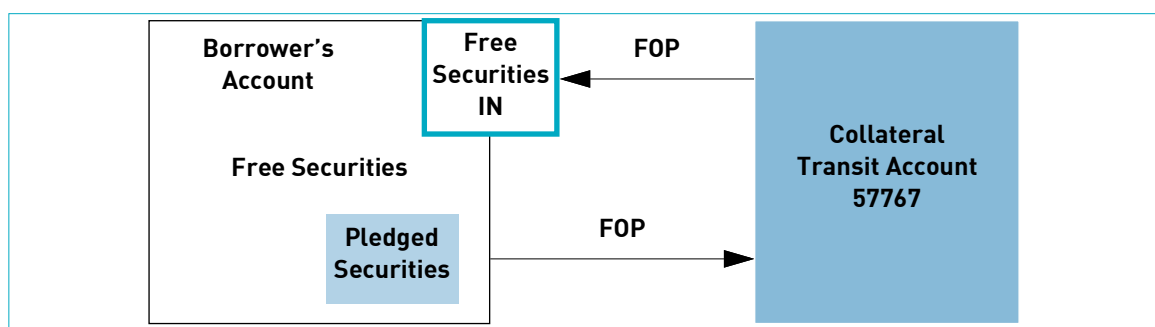 Borrower's
Account
Free
Securities
IN
FOP
Free Securities
Collateral
Transit Account
57767
Pledged
Securities
FOP